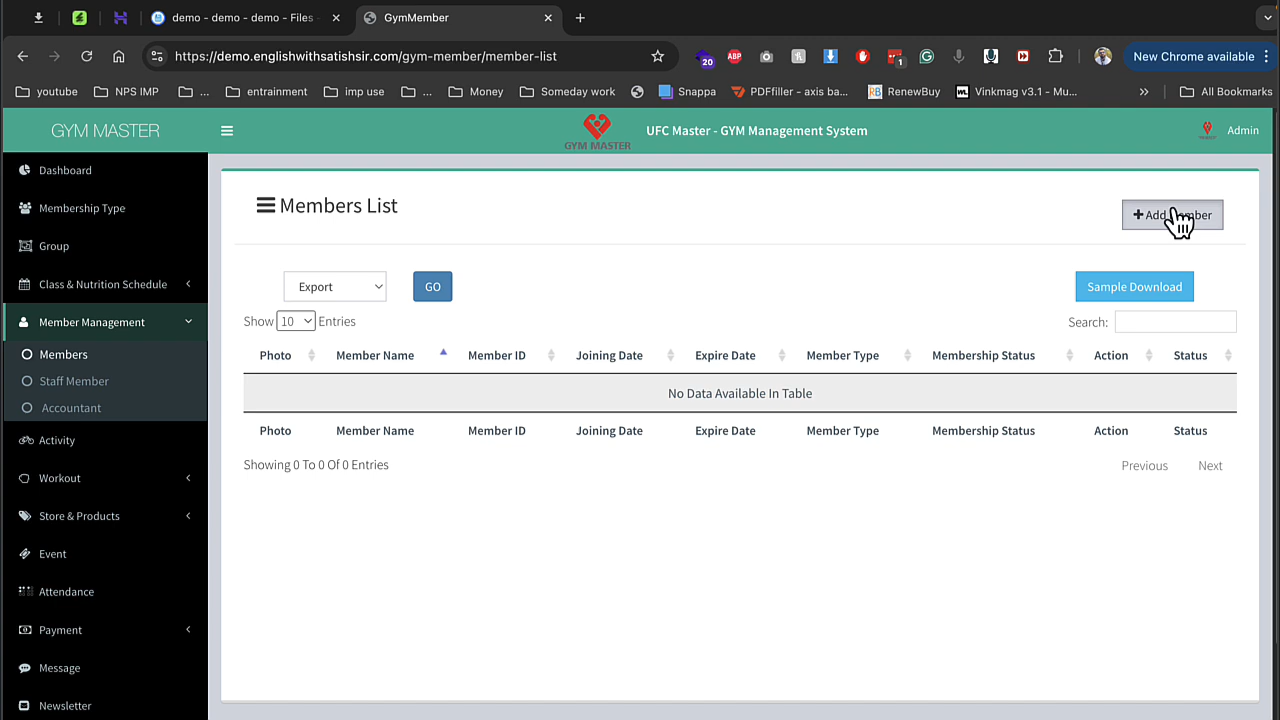 demo - demo - demo - Files
GymMember
https://demo.englishwithsatishsir.com/gym-member/member-list
20
ABP
1
New Chrome available
youtube
NPS IMP
...
entrainment
imp use
...
Money
Someday work
Snappa
PDFfiller - axis ba...
RenewBuy
Vinkmag v3.1 - Mu...
All Bookmarks
GYM MASTER
GYM MASTER
UFC Master - GYM Management System
Admin
Dashboard
Membership Type
Group
Class & Nutrition Schedule
Member Management
Members
Staff Member
Accountant
Activity
Workout
Store & Products
Event
Attendance
Payment
Message
Newsletter
Members List
Add Member
Export
GO
Sample Download
Show 10 Entries
Search:
Photo Member Name Member ID Joining Date Expire Date Member Type Membership Status Action Status
No Data Available In Table
Photo Member Name Member ID Joining Date Expire Date Member Type Membership Status Action Status
Showing 0 To 0 Of 0 Entries
Previous Next